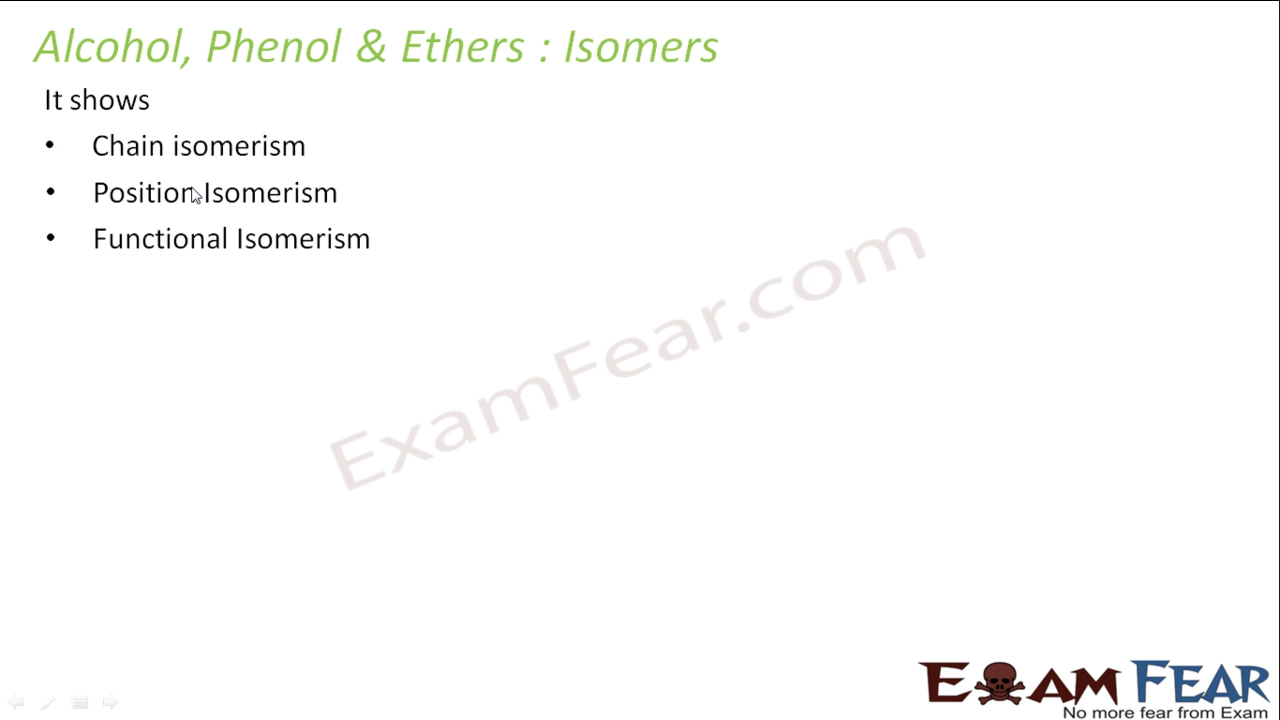 Alcohol, Phenol & Ethers : Isomers
It shows
• Chain isomerism
• Position Isomerism
• Functional Isomerism
ExamFear.com
EXAM FEAR
No more fear from Exam